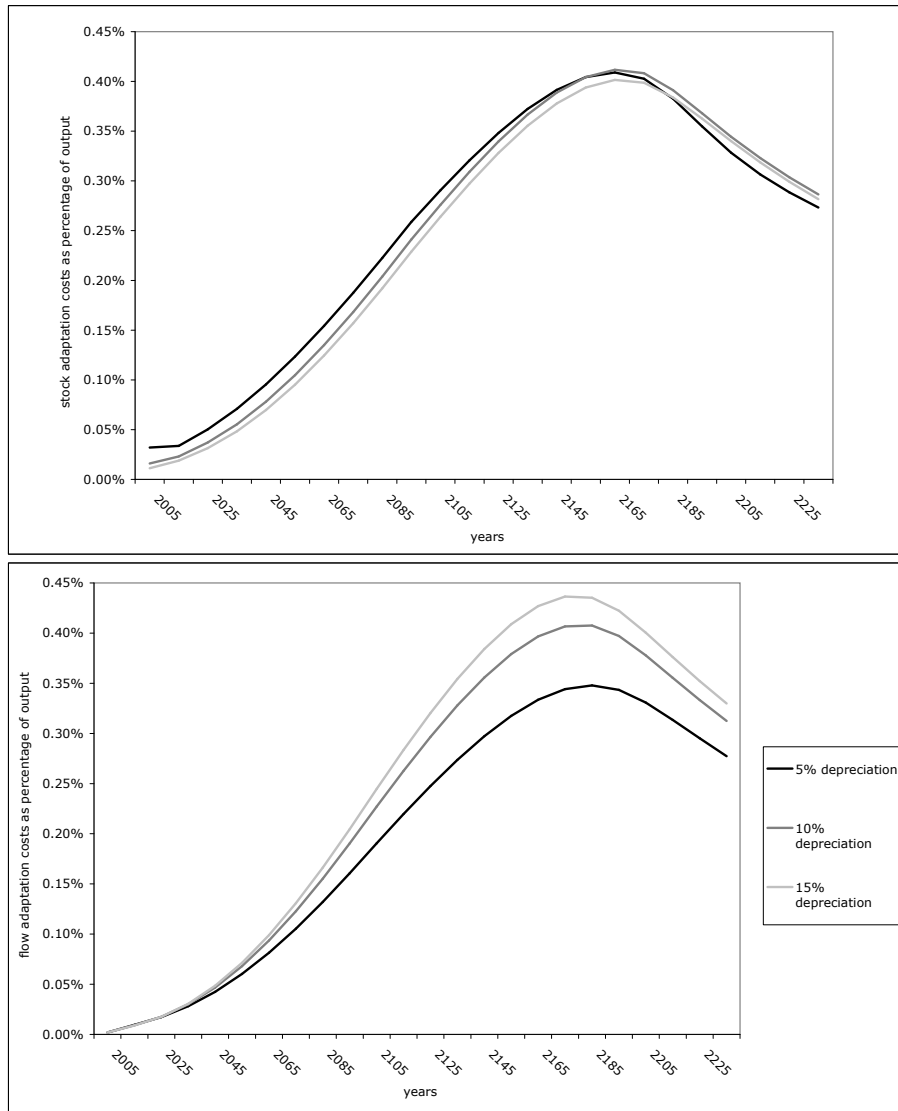 stock adaptation costs as percentage of output
0.45%
0.40%
0.35%
0.30%
0.25%
0.20%
0.15%
0.10%
0.05%
0.00%
2005 2025 2045 2065 2085 2105 2125 2145 2165 2185 2205 2225
years
flow adaptation costs as percentage of output
0.45%
0.40%
0.35%
0.30%
0.25%
0.20%
0.15%
0.10%
0.05%
0.00%
2005 2025 2045 2065 2085 2105 2125 2145 2165 2185 2205 2225
years
5% depreciation
10%
depreciation
15%
depreciation